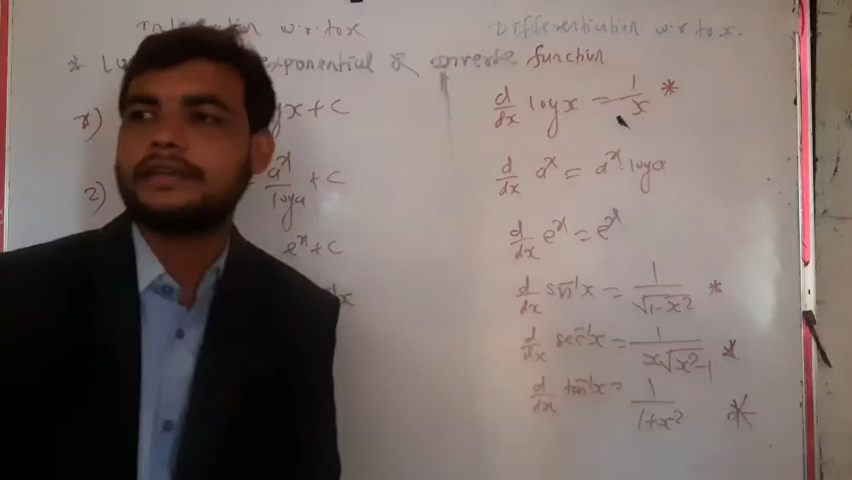 w.r.to x
Differentiation w.r to x.
* exponential & inverse function
1) x + c
d/dx log x = 1/x *
2) = a^x/log a + c
d/dx a^x = a^x . log a
e^x + c
d/dx e^x = e^x
d/dx sin⁻¹x = 1/√(1-x²) *
d/dx sec⁻¹x = 1/x√(x²-1) *
d/dx tan⁻¹x = 1/1+x² *